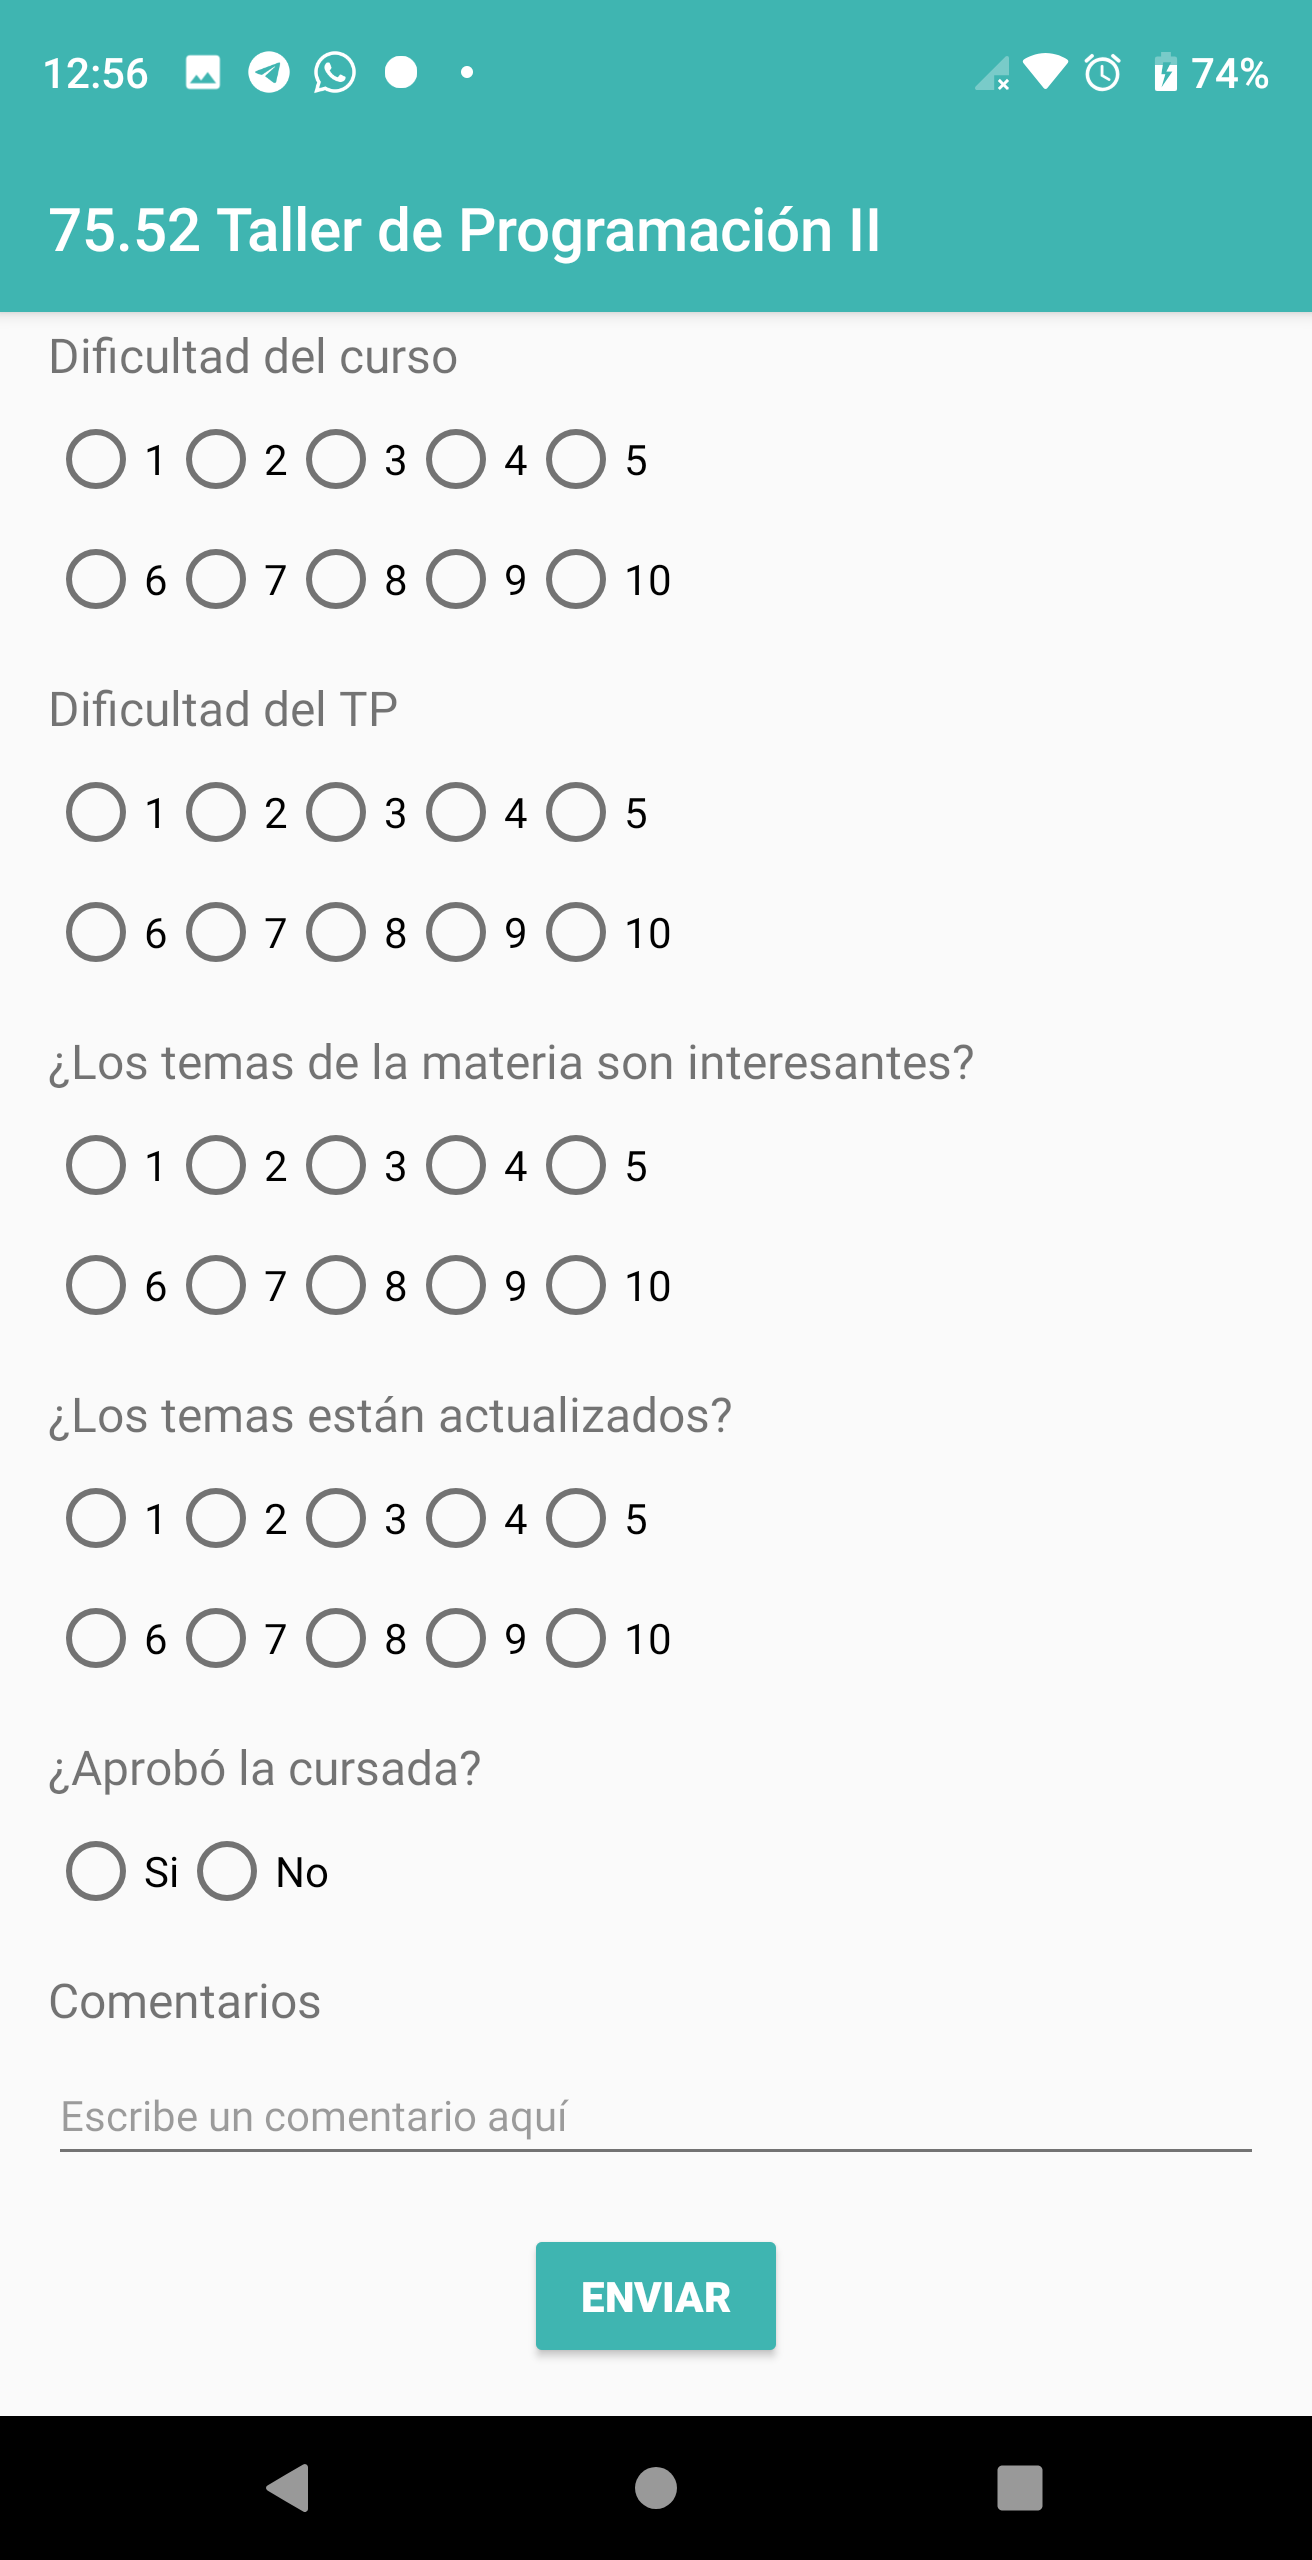 12:56 74%
75.52 Taller de Programación II
Dificultad del curso
1 2 3 4 5
6 7 8 9 10
Dificultad del TP
1 2 3 4 5
6 7 8 9 10
¿Los temas de la materia son interesantes?
1 2 3 4 5
6 7 8 9 10
¿Los temas están actualizados?
1 2 3 4 5
6 7 8 9 10
¿Aprobó la cursada?
Si No
Comentarios
Escribe un comentario aquí
ENVIAR